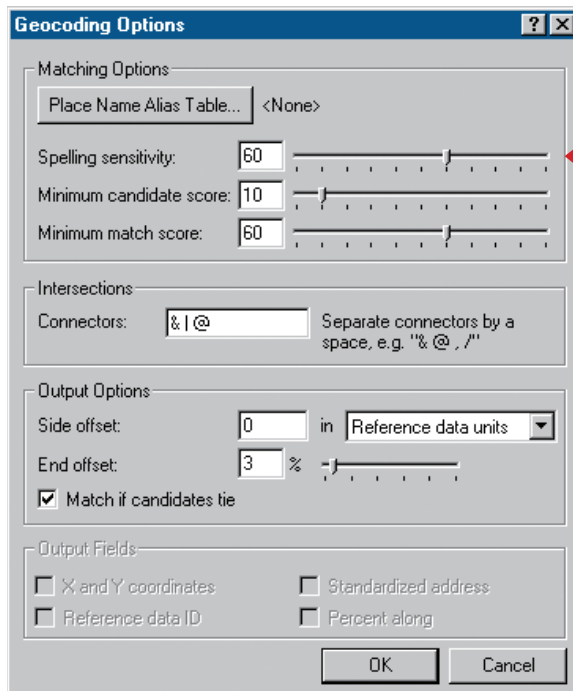 Geocoding Options
Matching Options
Place Name Alias Table... <None>
Spelling sensitivity: 60
Minimum candidate score: 10
Minimum match score: 60
Intersections
Connectors: & | @ Separate connectors by a
space, e.g. "& @ , /"
Output Options
Side offset: 0 in Reference data units
End offset: 3 %
Match if candidates tie
Output Fields
X and Y coordinates Standardized address
Reference data ID Percent along
OK Cancel